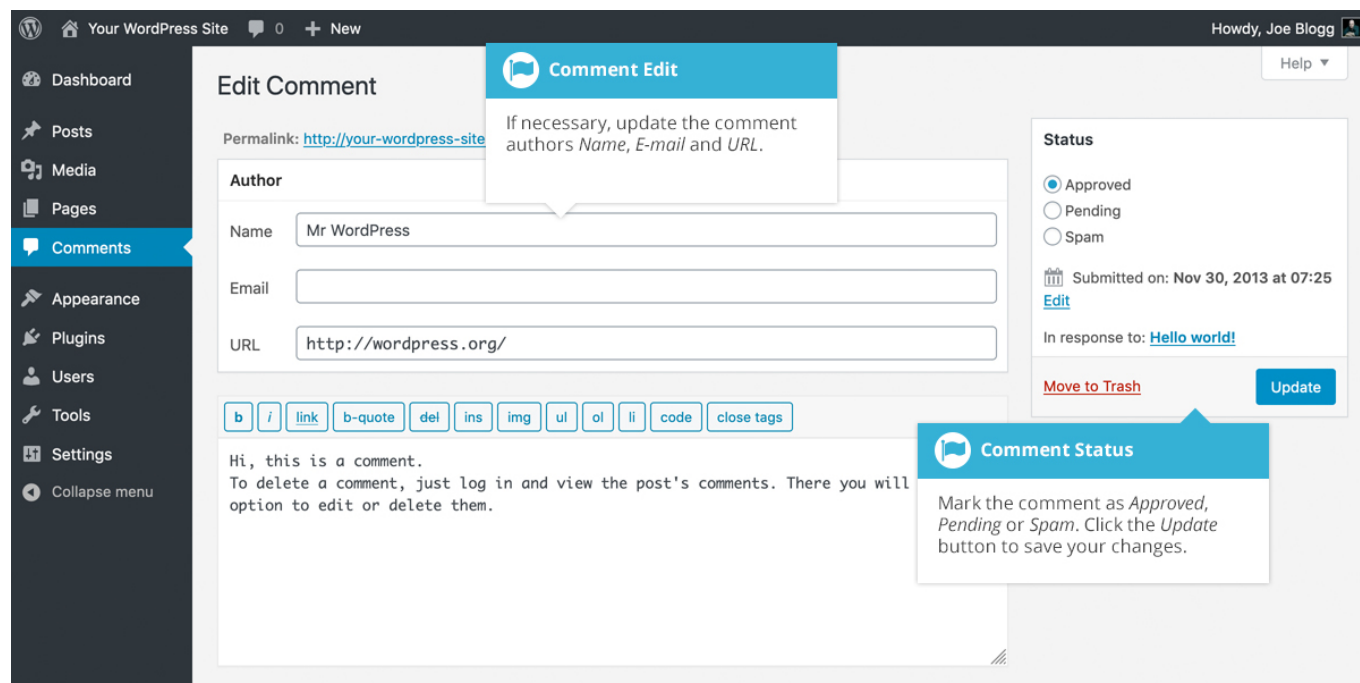 Your WordPress Site 0 + New Howdy, Joe Blogg
Help ▼
Dashboard
Posts
Media
Pages
Comments
Appearance
Plugins
Users
Tools
Settings
Collapse menu
Edit Comment
Permalink: http://your-wordpress-site
Comment Edit
If necessary, update the comment
authors Name, E-mail and URL.
Author
Name Mr WordPress
Email
URL http://wordpress.org/
b i link b-quote del ins img ul ol li code close tags
Hi, this is a comment.
To delete a comment, just log in and view the post's comments. There you will
option to edit or delete them.
Status
Approved
Pending
Spam
Submitted on: Nov 30, 2013 at 07:25
Edit
In response to: Hello world!
Move to Trash Update
Comment Status
Mark the comment as Approved,
Pending or Spam. Click the Update
button to save your changes.